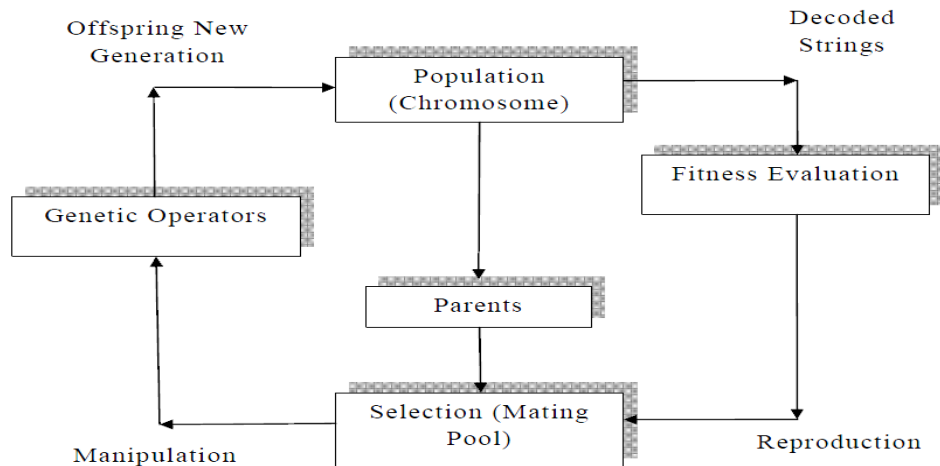 Offspring New
Generation
Decoded
Strings
Population
(Chromosome)
Fitness Evaluation
Genetic Operators
Parents
Selection (Mating
Pool)
Manipulation
Reproduction